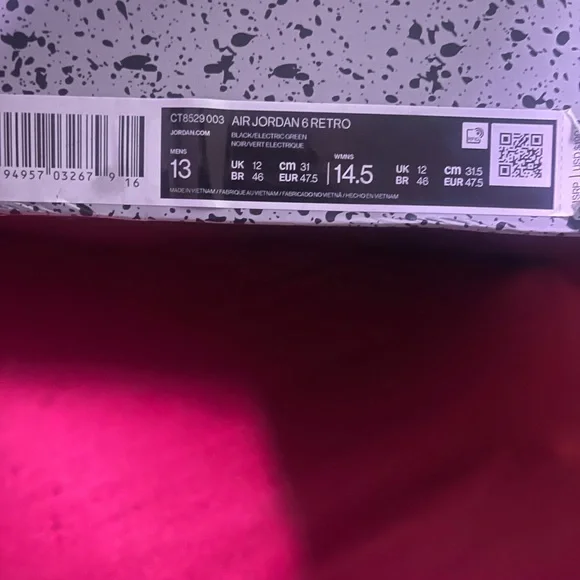 CT8529 003 AIR JORDAN 6 RETRO
JORDAN.COM
BLACK/ELECTRIC GREEN
NOIR/VERT ELECTRIQUE
MENS
13
UK 12 cm 31
BR 46 EUR 47.5
WMNS
14.5
UK 12 cm 31.5
BR 46 EUR 47.5
MADE IN VIETNAM / FABRIQUE AU VIETNAM / FABRICADO NO VIETNÃ / HECHO EN VIETNAM
94957 03267 9 16